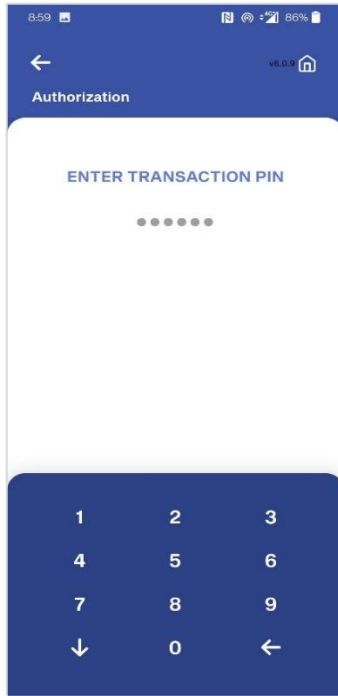 8:59 86%
v6.0.9
Authorization
ENTER TRANSACTION PIN
1 2 3
4 5 6
7 8 9
0